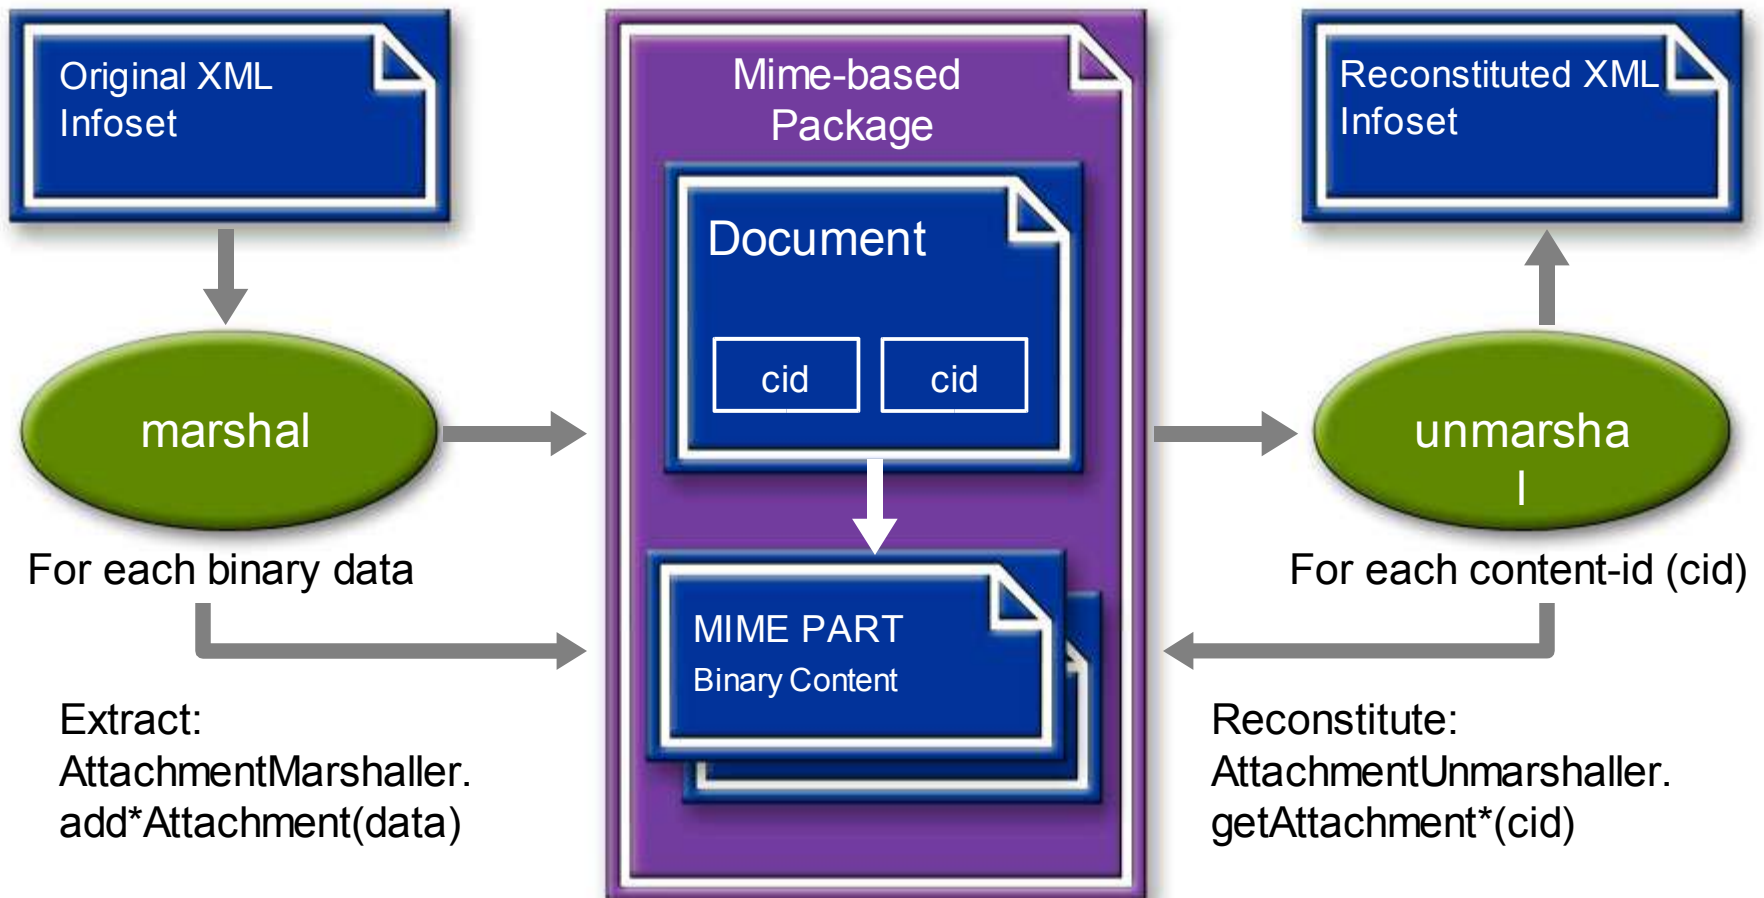 Original XML
Infoset
Mime-based
Package
Reconstituted XML
Infoset
Document
cid cid
marshal
unmarsha
l
For each binary data
For each content-id (cid)
MIME PART
Binary Content
Extract:
AttachmentMarshaller.
add*Attachment(data)
Reconstitute:
AttachmentUnmarshaller.
getAttachment*(cid)